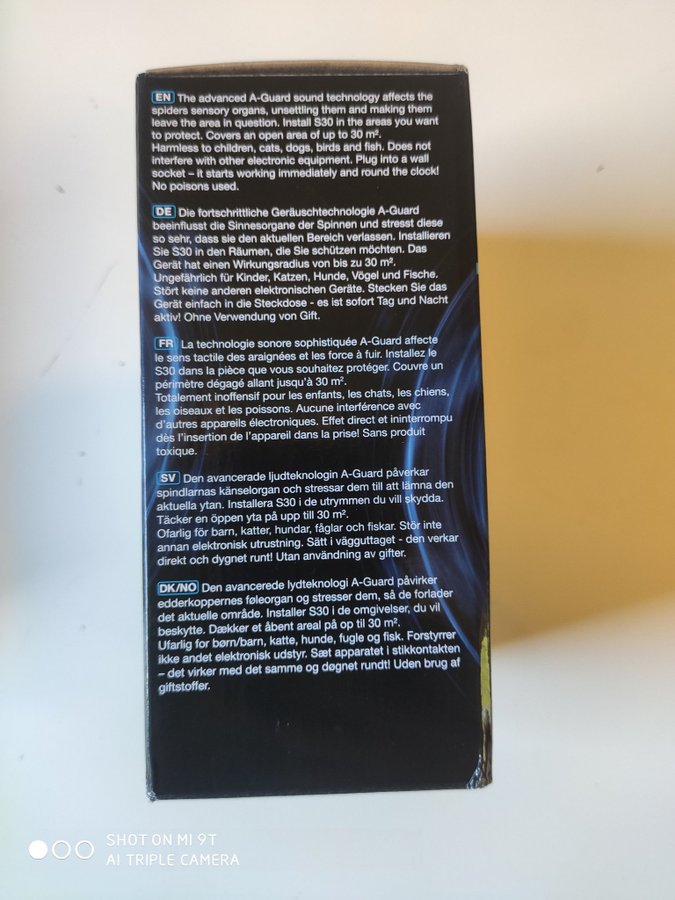 EN The advanced A-Guard sound technology affects the
spiders sensory organs, unsettling them and making them
leave the area in question. Install S30 in the areas you want
to protect. Covers an open area of up to 30 m².
Harmless to children, cats, dogs, birds and fish. Does not
interfere with other electronic equipment. Plug into a wall
socket – it starts working immediately and round the clock!
No poisons used.
DE Die fortschrittliche Geräuschtechnologie A-Guard
beeinflusst die Sinnesorgane der Spinnen und stresst diese
so sehr, dass sie den aktuellen Bereich verlassen. Installieren
Sie S30 in den Räumen, die Sie schützen möchten. Das
Gerät hat einen Wirkungsradius von bis zu 30 m².
Ungefährlich für Kinder, Katzen, Hunde, Vögel und Fische.
Stört keine anderen elektronischen Geräte. Stecken Sie das
Gerät einfach in die Steckdose - es ist sofort Tag und Nacht
aktiv! Ohne Verwendung von Gift.
FR La technologie sonore sophistiquée A-Guard affecte
le sens tactile des araignées et les force à fuir. Installez le
S30 dans la pièce que vous souhaitez protéger. Couvre un
périmètre dégagé allant jusqu'à 30 m².
Totalement inoffensif pour les enfants, les chats, les chiens,
les oiseaux et les poissons. Aucune interférence avec
d'autres appareils électroniques. Effet direct et ininterrompu
dès l'insertion de l'appareil dans la prise! Sans produit
toxique.
SV Den avancerade ljudteknologin A-Guard påverkar
spindlarnas känselorgan och stressar dem till att lämna den
aktuella ytan. Installera S30 i de utrymmen du vill skydda.
Täcker en öppen yta på upp till 30 m².
Ofarlig för barn, katter, hundar, fåglar och fiskar. Stör inte
annan elektronisk utrustning. Sätt i vägguttaget - den verkar
direkt och dygnet runt! Utan användning av gifter.
DK/NO Den avancerede lydteknologi A-Guard påvirker
edderkoppernes føleorgan og stresser dem, så de forlader
det aktuelle område. Installer S30 i de omgivelser, du vil
beskytte. Dækker et åbent areal på op til 30 m².
Ufarlig for børn/barn, katte, hunde, fugle og fisk. Forstyrrer
ikke andet elektronisk udstyr. Sæt apparatet i stikkontakten
– det virker med det samme og døgnet rundt! Uden brug af
giftstoffer.
SHOT ON MI 9T
AI TRIPLE CAMERA